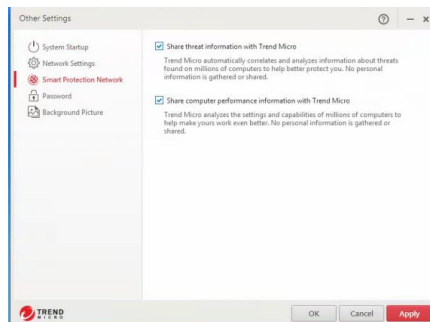 Other Settings
System Startup
Network Settings
Smart Protection Network
Password
Background Picture
Share threat information with Trend Micro
Trend Micro automatically correlates and analyzes information about threats
found on millions of computers to help better protect you. No personal
information is gathered or shared.
Share computer performance information with Trend Micro
Trend Micro analyzes the settings and capabilities of millions of computers to
help make yours work even better. No personal information is gathered or
shared.
TREND
MICRO
OK
Cancel
Apply